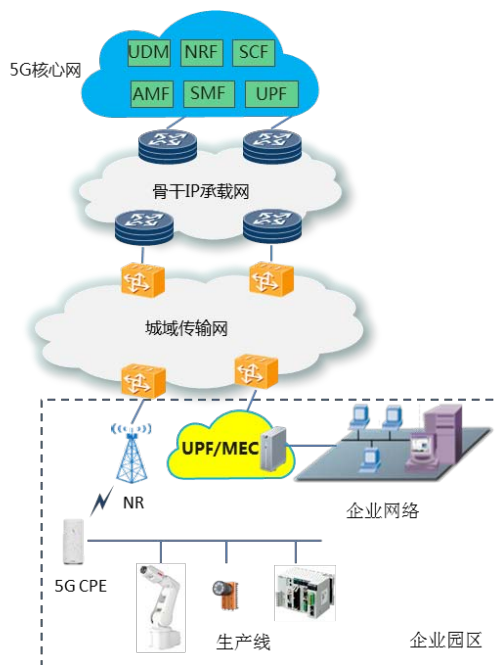 5G核心网
UDM
NRF
SCF
AMF
SMF
UPF
骨干IP承载网
城域传输网
UPF/MEC
NR
企业网络
5G CPE
生产线
企业园区